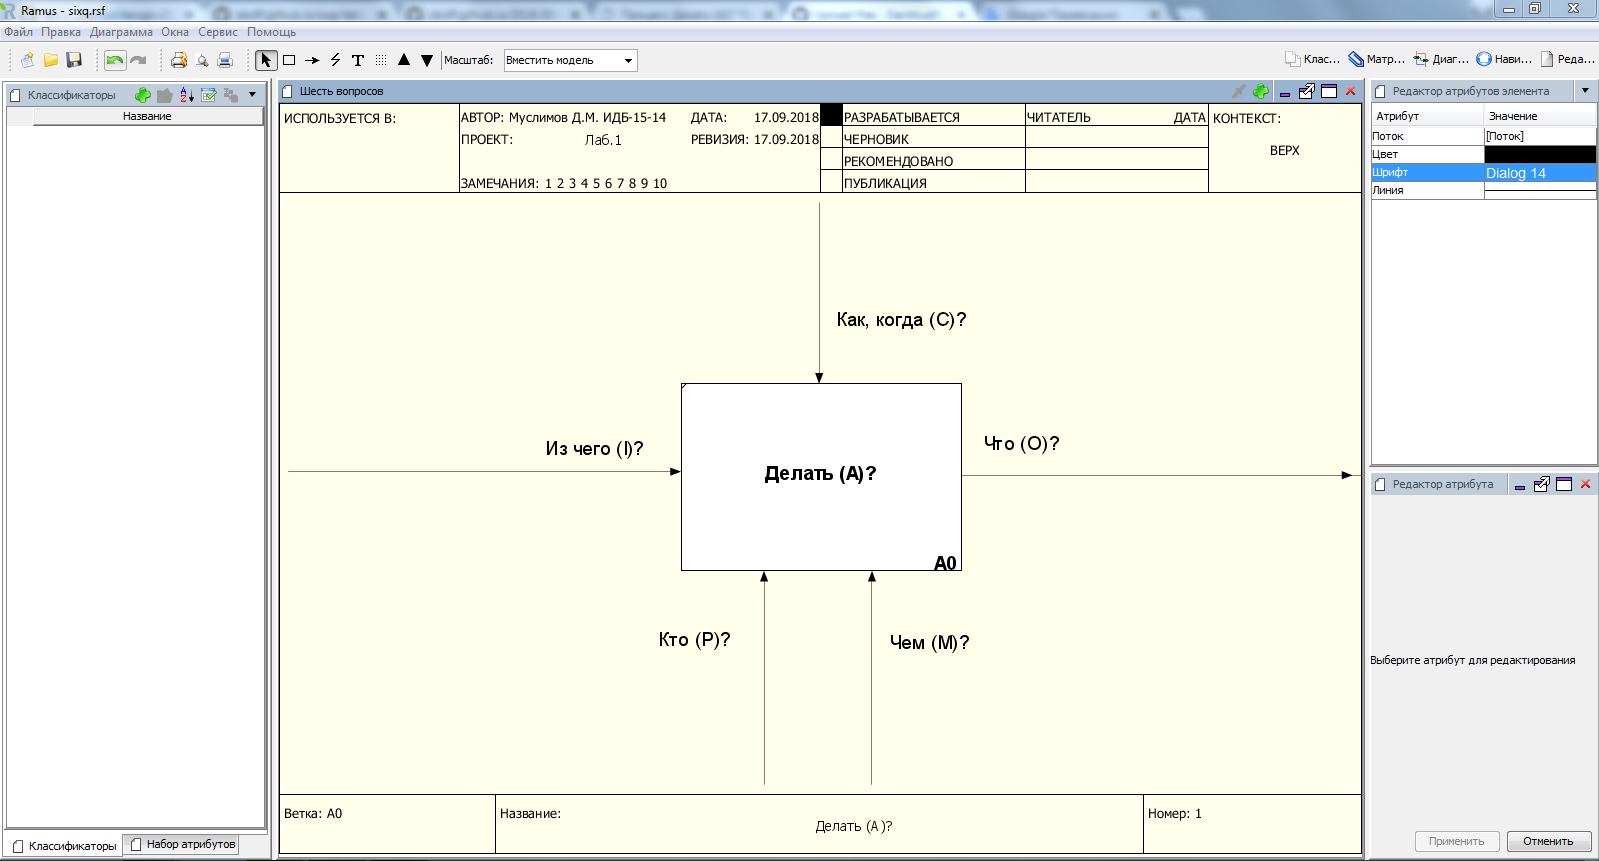 Ramus - sixq.rsf
Файл Правка Диаграмма Окна Сервис Помощь
Масштаб: Вместить модель Клас... Матр... Диаг... Нави... Реда...
Классификаторы
Название
Классификаторы Набор атрибутов
Шесть вопросов
ИСПОЛЬЗУЕТСЯ В: АВТОР: Муслимов Д.М. ИДБ-15-14 ДАТА: 17.09.2018 РАЗРАБАТЫВАЕТСЯ ЧИТАТЕЛЬ ДАТА КОНТЕКСТ:
ПРОЕКТ: Лаб.1 РЕВИЗИЯ: 17.09.2018 ЧЕРНОВИК
ВЕРХ
РЕКОМЕНДОВАНО
ЗАМЕЧАНИЯ: 1 2 3 4 5 6 7 8 9 10 ПУБЛИКАЦИЯ
Как, когда (C)?
Из чего (I)?
Что (O)?
Делать (A)?
A0
Кто (P)?
Чем (M)?
Ветка: A0 Название: Делать (A )? Номер: 1
Редактор атрибутов элемента
Атрибут Значение
Поток [Поток]
Цвет
Шрифт Dialog 14
Линия
Редактор атрибута
Выберите атрибут для редактирования
Применить Отменить